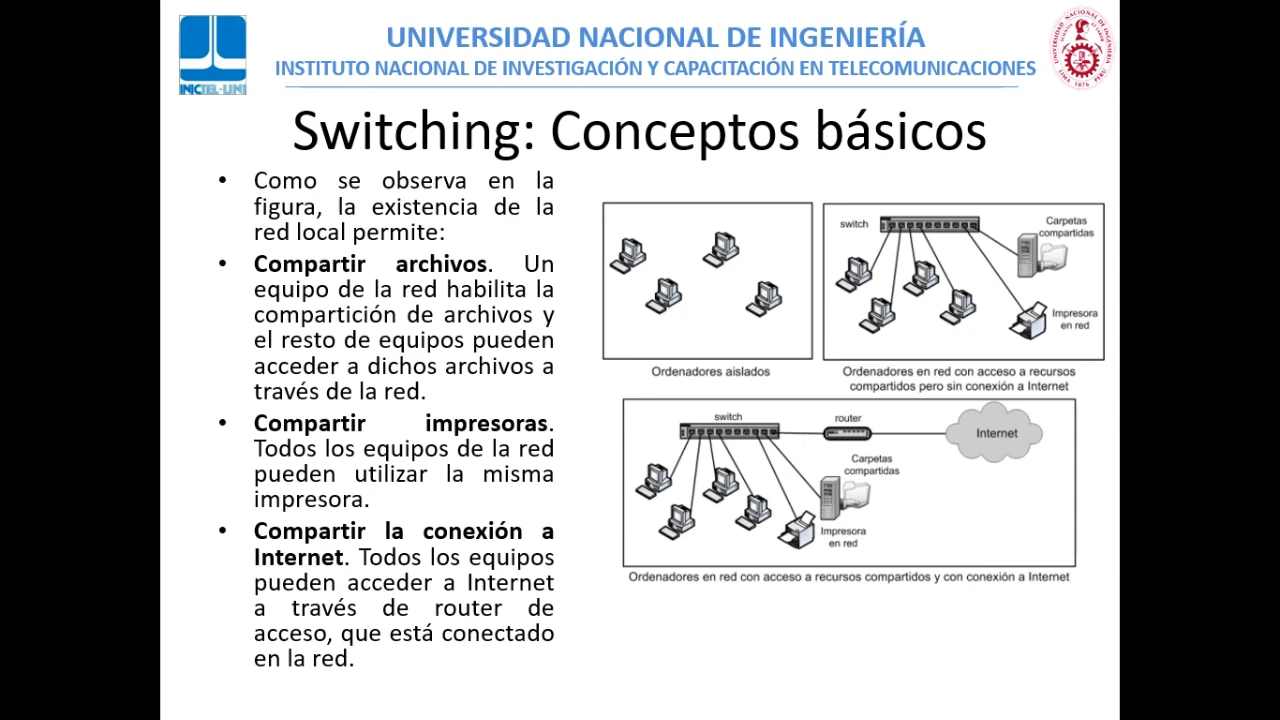 UNIVERSIDAD NACIONAL DE INGENIERÍA
INSTITUTO NACIONAL DE INVESTIGACIÓN Y CAPACITACIÓN EN TELECOMUNICACIONES
INICTEL-UNI
Switching: Conceptos básicos
• Como se observa en la
figura, la existencia de la
red local permite:
• Compartir archivos. Un
equipo de la red habilita la
compartición de archivos y
el resto de equipos pueden
acceder a dichos archivos a
través de la red.
• Compartir impresoras.
Todos los equipos de la red
pueden utilizar la misma
impresora.
• Compartir la conexión a
Internet. Todos los equipos
pueden acceder a Internet
a través de router de
acceso, que está conectado
en la red.
Ordenadores aislados
switch
Carpetas
compartidas
Impresora
en red
Ordenadores en red con acceso a recursos
compartidos pero sin conexión a Internet
switch
router
Internet
Carpetas
compartidas
Impresora
en red
Ordenadores en red con acceso a recursos compartidos y con conexión a Internet